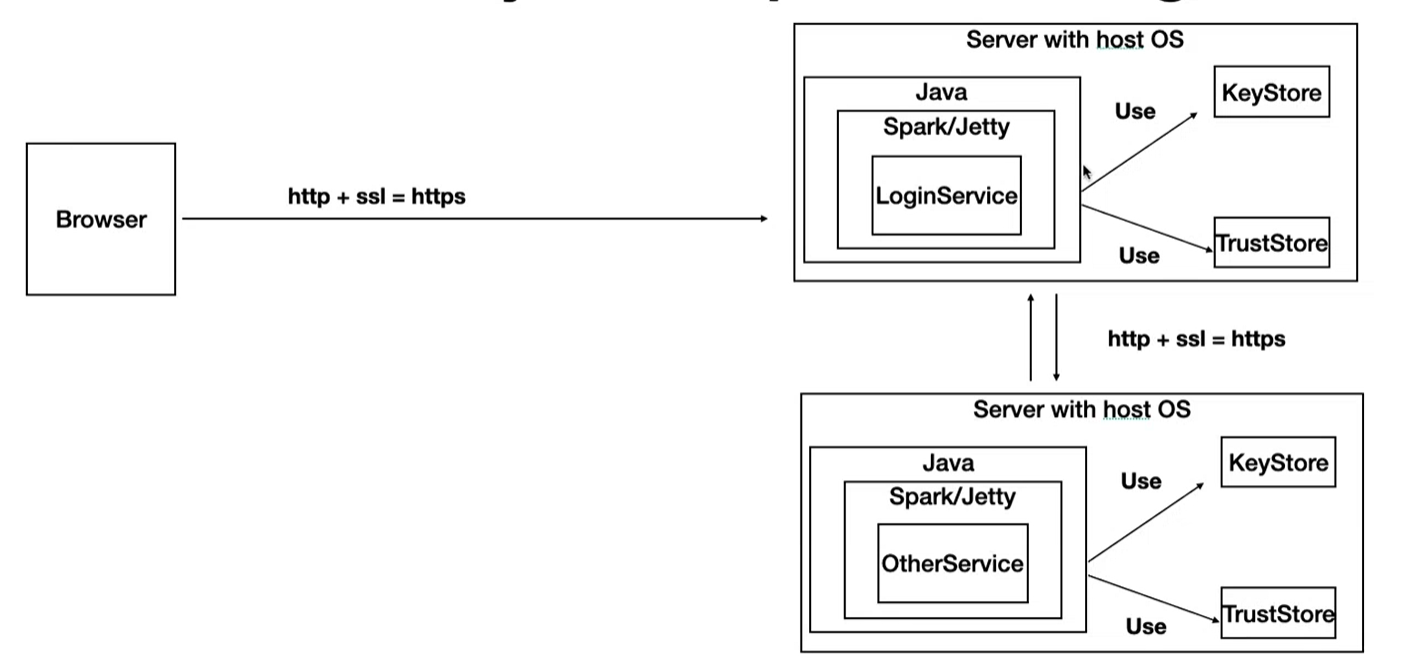 Server with host OS
Java
KeyStore
Use
Spark/Jetty
http + ssl = https
LoginService
Browser
TrustStore
Use
http + ssl = https
Server with host OS
Java
KeyStore
Use
Spark/Jetty
OtherService
TrustStore
Use